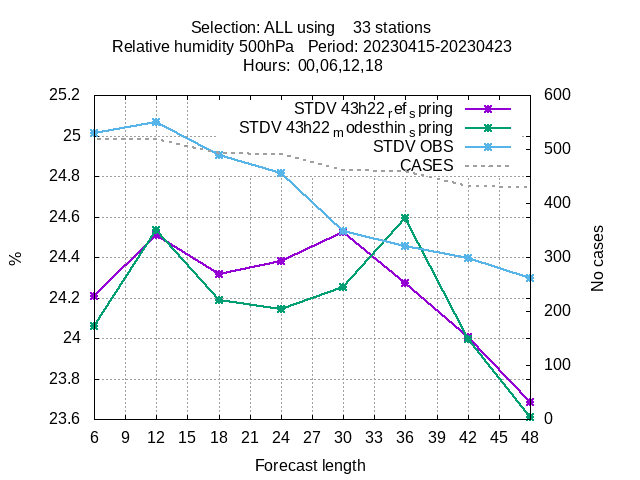 Selection: ALL using    33 stations
Relative humidity 500hPa   Period: 20230415-20230423
Hours: 00,06,12,18
STDV 43h22_ref_spring
STDV 43h22_modesthin_spring
STDV OBS
CASES
25.2
25
24.8
24.6
24.4
24.2
24
23.8
23.6
%
600
500
400
300
200
100
0
No cases
6 9 12 15 18 21 24 27 30 33 36 39 42 45 48
Forecast length